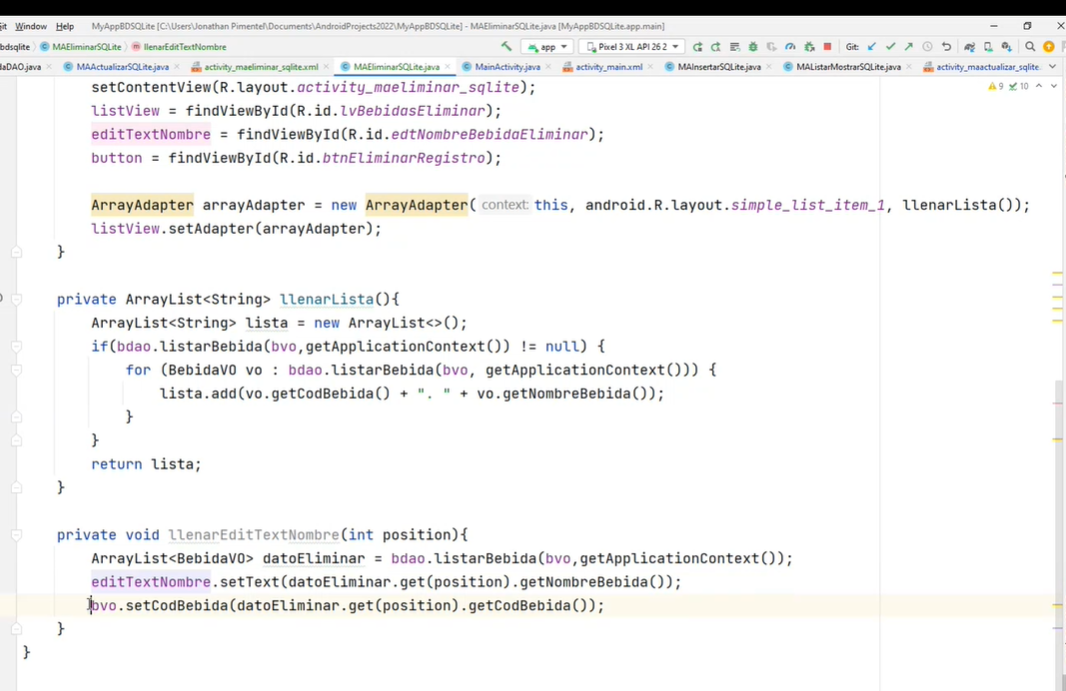 it Window Help MyAppBDSQLite [C:\Users\Jonathan Pimentel\Documents\AndroidProjects2022\MyAppBDSQLite] - MAEliminarSQLite.java [MyAppBDSQLite.app.main]
bdsqlite MAEliminarSQLite llenarEditTextNombre app Pixel 3 XL API 26 2 Git:
daDAO.java MAActualizarSQLite.java activity_maeliminar_sqlite.xml MAEliminarSQLite.java MainActivity.java activity_main.xml MAInsertarSQLite.java MAListarMostrarSQLite.java activity_maactualizar_sqlite.
9 10
setContentView(R.layout.activity_maeliminar_sqlite);
listView = findViewById(R.id.lvBebidasEliminar);
editTextNombre = findViewById(R.id.edtNombreBebidaEliminar);
button = findViewById(R.id.btnEliminarRegistro);
ArrayAdapter arrayAdapter = new ArrayAdapter( context: this, android.R.layout.simple_list_item_1, llenarLista());
listView.setAdapter(arrayAdapter);
}
private ArrayList<String> llenarLista(){
ArrayList<String> lista = new ArrayList<>();
if(bdao.listarBebida(bvo,getApplicationContext()) != null) {
for (BebidaVO vo : bdao.listarBebida(bvo, getApplicationContext())) {
lista.add(vo.getCodBebida() + ". " + vo.getNombreBebida());
}
}
return lista;
}
private void llenarEditTextNombre(int position){
ArrayList<BebidaVO> datoEliminar = bdao.listarBebida(bvo,getApplicationContext());
editTextNombre.setText(datoEliminar.get(position).getNombreBebida());
bvo.setCodBebida(datoEliminar.get(position).getCodBebida());
}
}